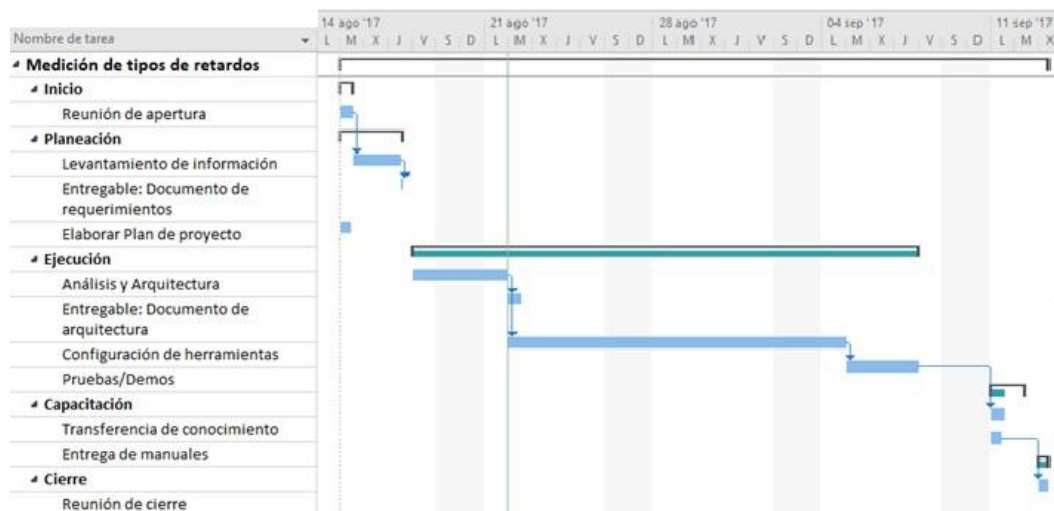 14 ago '17 21 ago '17 28 ago '17 04 sep '17 11 sep '17
Nombre de tarea L M X J V S D L M X J V S D L M X J V S D L M X J V S D L M X
Medición de tipos de retardos
Inicio
Reunión de apertura
Planeación
Levantamiento de información
Entregable: Documento de
requerimientos
Elaborar Plan de proyecto
Ejecución
Análisis y Arquitectura
Entregable: Documento de
arquitectura
Configuración de herramientas
Pruebas/Demos
Capacitación
Transferencia de conocimiento
Entrega de manuales
Cierre
Reunión de cierre